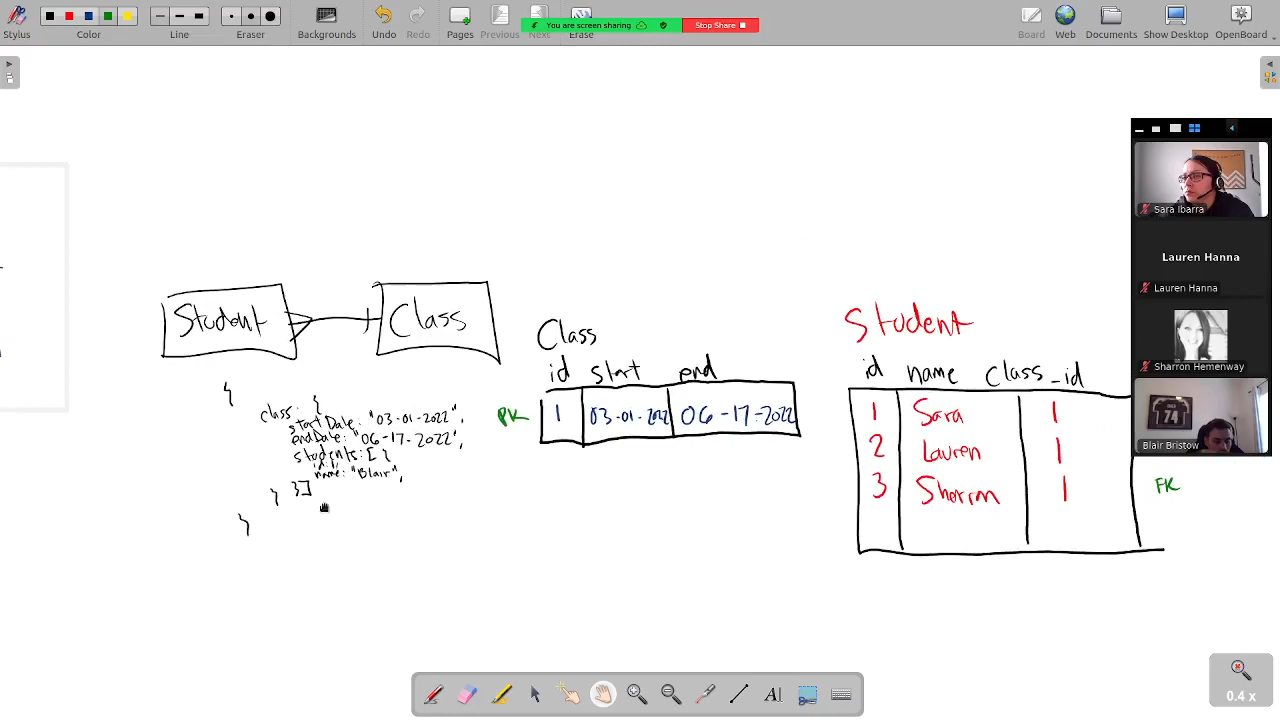 You are screen sharing
Stop Share
Stylus
Color
Line
Eraser
Backgrounds
Undo
Redo
Pages
Previous
Next
Erase
Board
Web
Documents
Show Desktop
OpenBoard
Sara Ibarra
Lauren Hanna
Lauren Hanna
Sharron Hemenway
74
Blair Bristow
Student
Class
{
class: {
startDate: "03-01-2022",
endDate: "06-17-2022",
students: [ {
name: "Blair",
}]
}
}
Class
id start end
PK 1 03-01-2022 06-17-2022
Student
id name class_id
1 Sara 1
2 Lauren 1
3 Sharron 1
FK
0.4 x